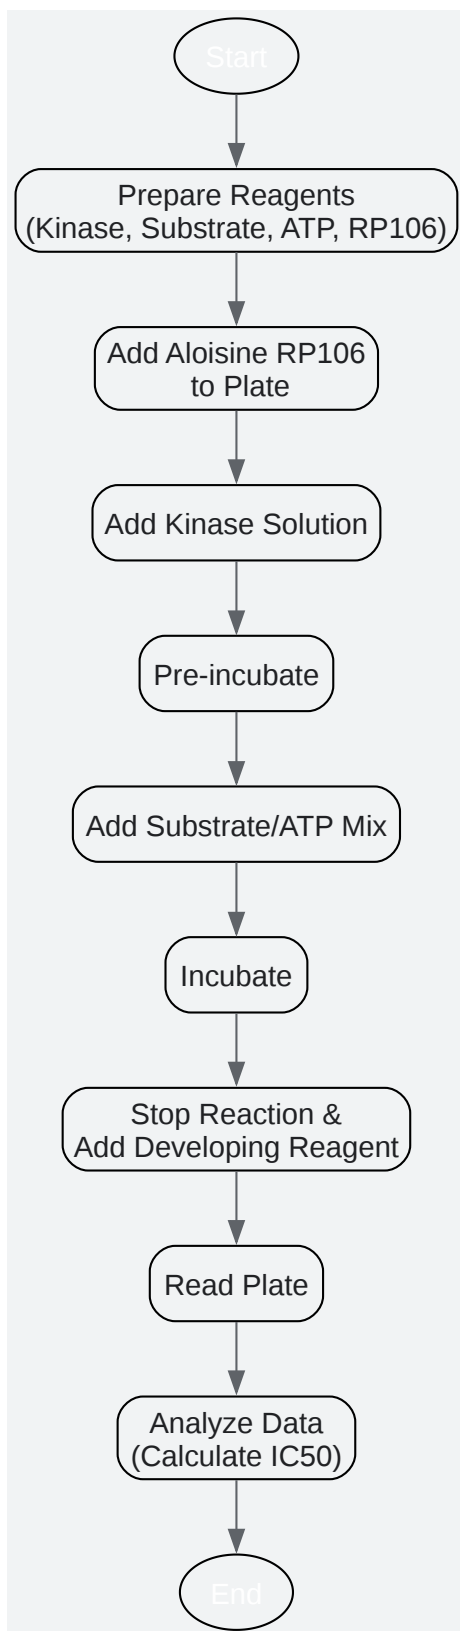 Start
Prepare Reagents
(Kinase, Substrate, ATP, RP106)
Add Aloisine RP106
to Plate
Add Kinase Solution
Pre-incubate
Add Substrate/ATP Mix
Incubate
Stop Reaction &
Add Developing Reagent
Read Plate
Analyze Data
(Calculate IC50)
End